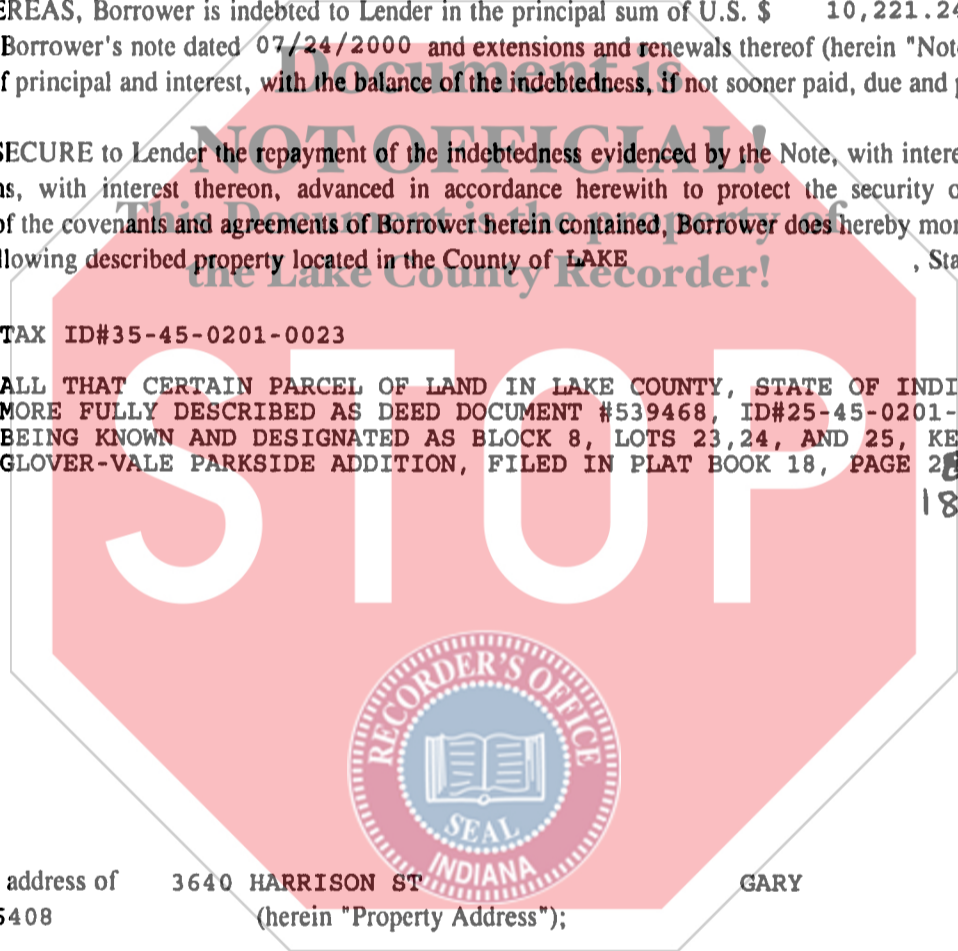 EREAS, Borrower is indebted to Lender in the principal sum of U.S. $ 10,221.24
Borrower's note dated 07/24/2000 and extensions and renewals thereof (herein "Not
f principal and interest, with the balance of the indebtedness, if not sooner paid, due and
Document is
NOT OFFICIAL!
SECURE to Lender the repayment of the indebtedness evidenced by the Note, with intere
ns, with interest thereon, advanced in accordance herewith to protect the security o
This Document is the property of
of the covenants and agreements of Borrower herein contained, Borrower does hereby mor
the Lake County Recorder!
llowing described property located in the County of LAKE , Sta
TAX ID#35-45-0201-0023
ALL THAT CERTAIN PARCEL OF LAND IN LAKE COUNTY, STATE OF INDI
MORE FULLY DESCRIBED AS DEED DOCUMENT #539468, ID#25-45-0201-
BEING KNOWN AND DESIGNATED AS BLOCK 8, LOTS 23,24, AND 25, KE
GLOVER-VALE PARKSIDE ADDITION, FILED IN PLAT BOOK 18, PAGE 2
18
STOP
RECORDER'S OFFICE
SEAL
INDIANA
address of 3640 HARRISON ST GARY
5408 (herein "Property Address");